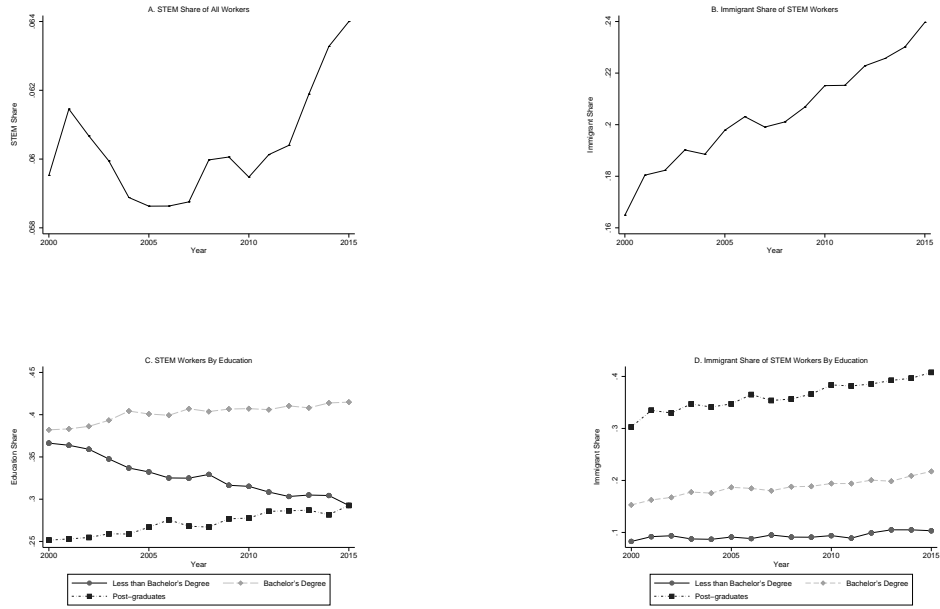 A. STEM Share of All Workers
STEM Share
.064
.062
.06
.058
2000 2005 2010 2015
Year
B. Immigrant Share of STEM Workers
Immigrant Share
.24
.22
.2
.18
.16
2000 2005 2010 2015
Year
C. STEM Workers By Education
Education Share
.45
.4
.35
.3
.25
2000 2005 2010 2015
Year
Less than Bachelor's Degree Bachelor's Degree
Post-graduates
D. Immigrant Share of STEM Workers By Education
Immigrant Share
.4
.3
.2
.1
2000 2005 2010 2015
Year
Less than Bachelor's Degree Bachelor's Degree
Post-graduates